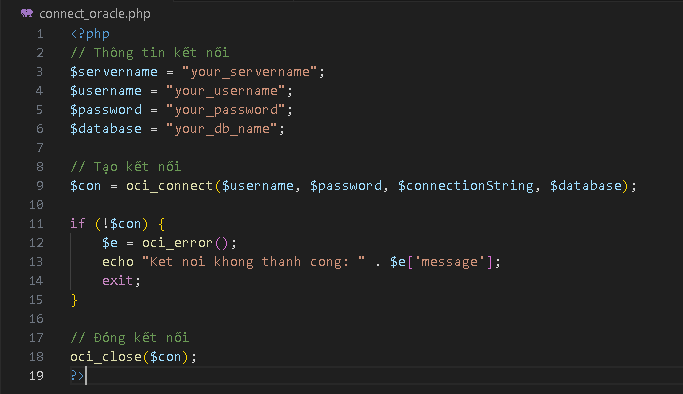 connect_oracle.php
1 <?php
2 // Thông tin kết nối
3 $servername = "your_servername";
4 $username = "your_username";
5 $password = "your_password";
6 $database = "your_db_name";
7
8 // Tạo kết nối
9 $con = oci_connect($username, $password, $connectionString, $database);
10
11 if (!$con) {
12 $e = oci_error();
13 echo "Ket noi khong thanh cong: " . $e['message'];
14 exit;
15 }
16
17 // Đóng kết nối
18 oci_close($con);
19 ?>